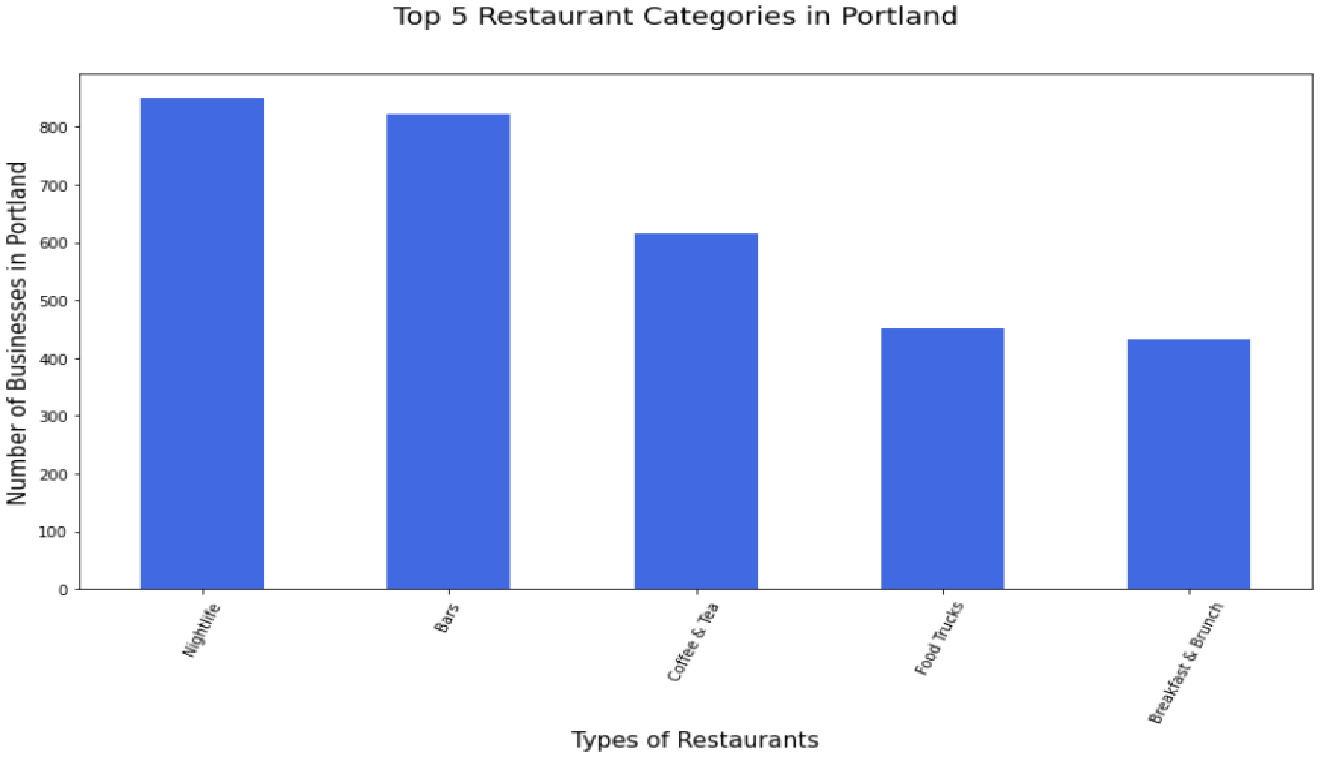 Top 5 Restaurant Categories in Portland
Number of Businesses in Portland
800
700
600
500
400
300
200
100
0
Nightlife
Bars
Coffee & Tea
Food Trucks
Breakfast & Brunch
Types of Restaurants